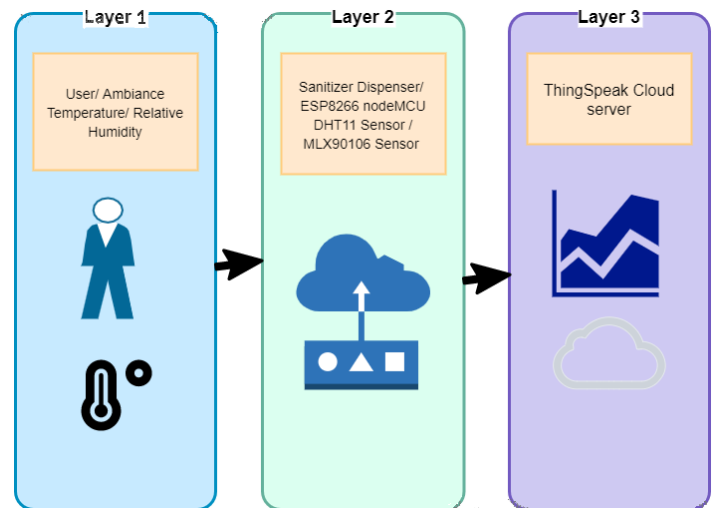 Layer 1
Layer 2
Layer 3
User/ Ambiance
Temperature/ Relative
Humidity
Sanitizer Dispenser/
ESP8266 nodeMCU
DHT11 Sensor /
MLX90106 Sensor
ThingSpeak Cloud
server